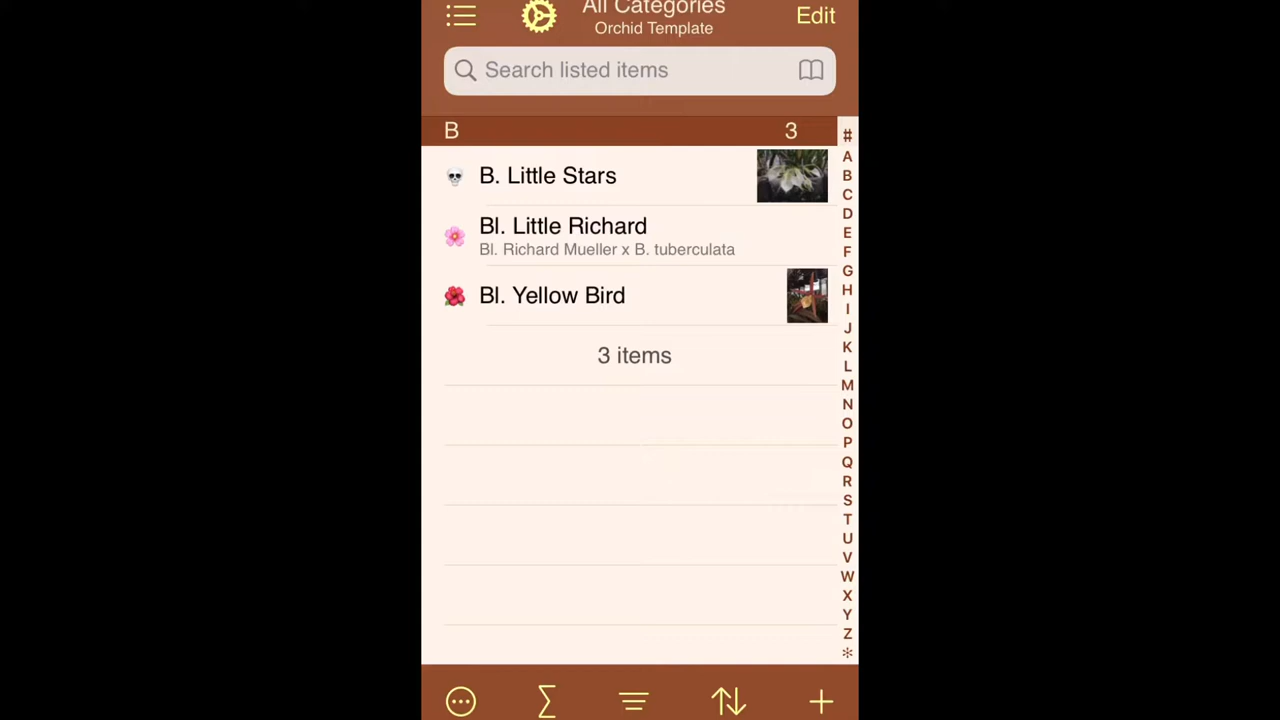 All Categories
Orchid Template
Edit
Search listed items
B 3
B. Little Stars
Bl. Little Richard
Bl. Richard Mueller x B. tuberculata
Bl. Yellow Bird
3 items
#
A
B
C
D
E
F
G
H
I
J
K
L
M
N
O
P
Q
R
S
T
U
V
W
X
Y
Z
*